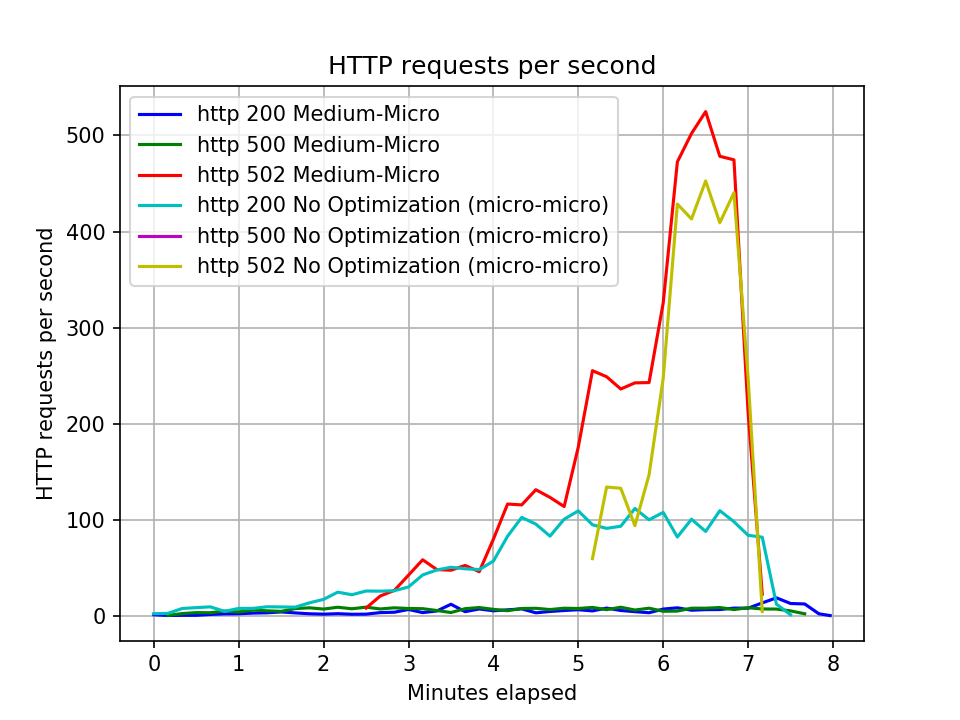 HTTP requests per second
http 200 Medium-Micro
http 500 Medium-Micro
http 502 Medium-Micro
http 200 No Optimization (micro-micro)
http 500 No Optimization (micro-micro)
http 502 No Optimization (micro-micro)
HTTP requests per second
500
400
300
200
100
0
0 1 2 3 4 5 6 7 8
Minutes elapsed